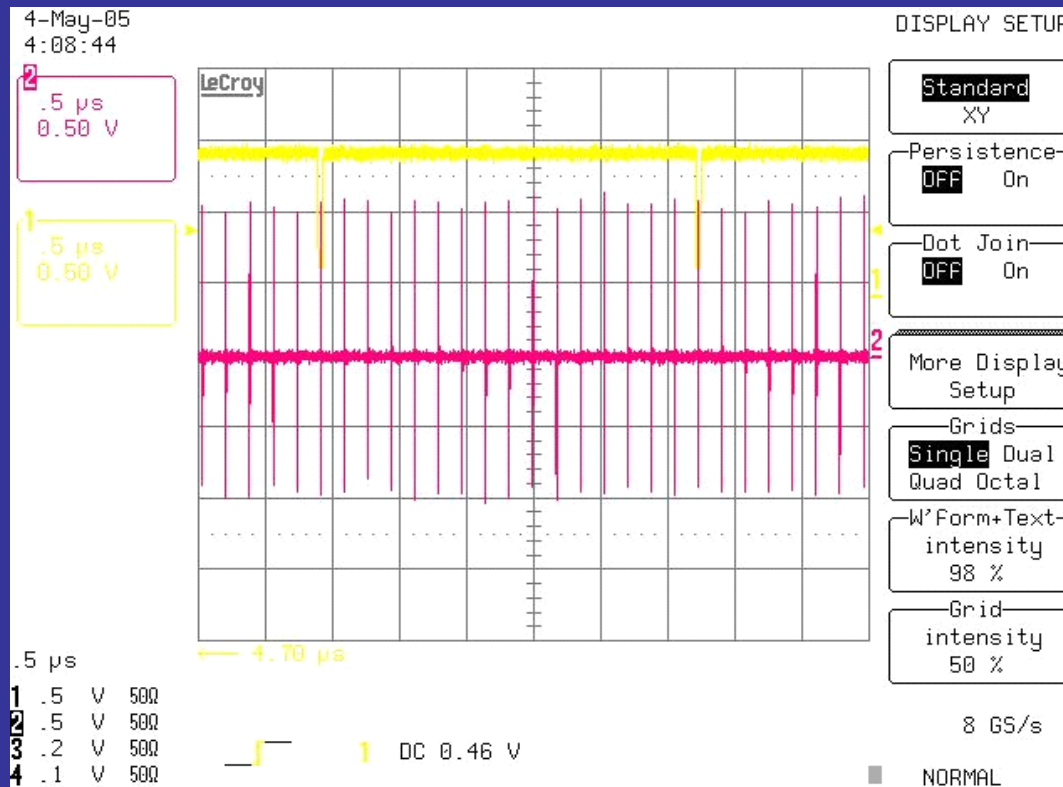 4-May-05
4:08:44
2
.5 µs
0.50 V
1
.5 µs
0.50 V
LeCroy
1
2
← 4.70 µs
.5 µs
1 .5 V 50Ω
2 .5 V 50Ω
3 .2 V 50Ω
4 .1 V 50Ω
1 DC 0.46 V
DISPLAY SETUP
Standard
XY
Persistence
OFF On
Dot Join
OFF On
More Display
Setup
Grids
Single Dual
Quad Octal
W'form+Text
intensity
98 %
Grid
intensity
50 %
8 GS/s
NORMAL